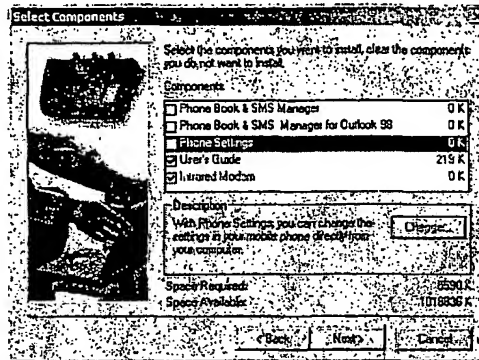 Select Components
Select the components you want to install, clear the components
you do not want to install.
Components
Phone Book & SMS Manager 0 K
Phone Book & SMS Manager for Outlook 98 0 K
Phone Settings 0 K
User's Guide 219 K
Infrared Modem 0 K
Description
With Phone Settings, you can change the
settings in your mobile phone directly from
your computer.
Change...
Space Required: 6590 K
Space Available: 1018836 K
< Back Next > Cancel